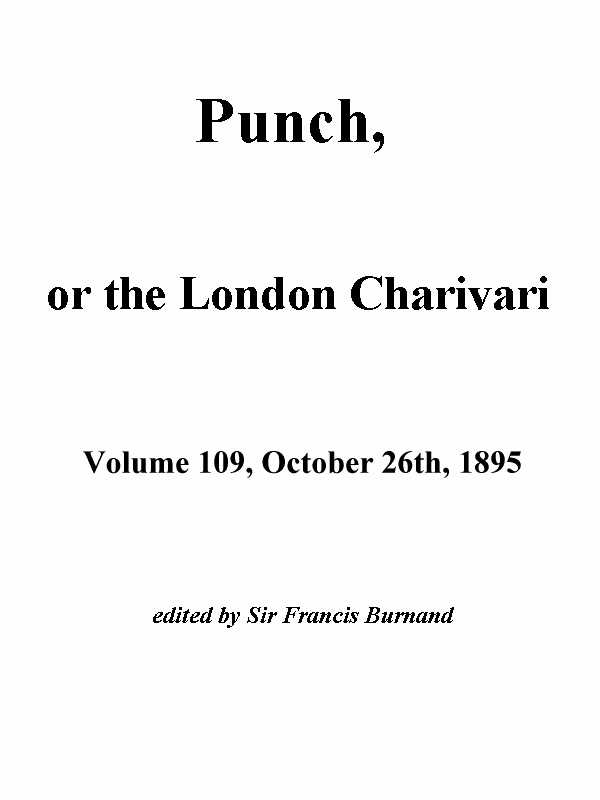 Punch,
or the London Charivari
Volume 109, October 26th, 1895
edited by Sir Francis Burnand